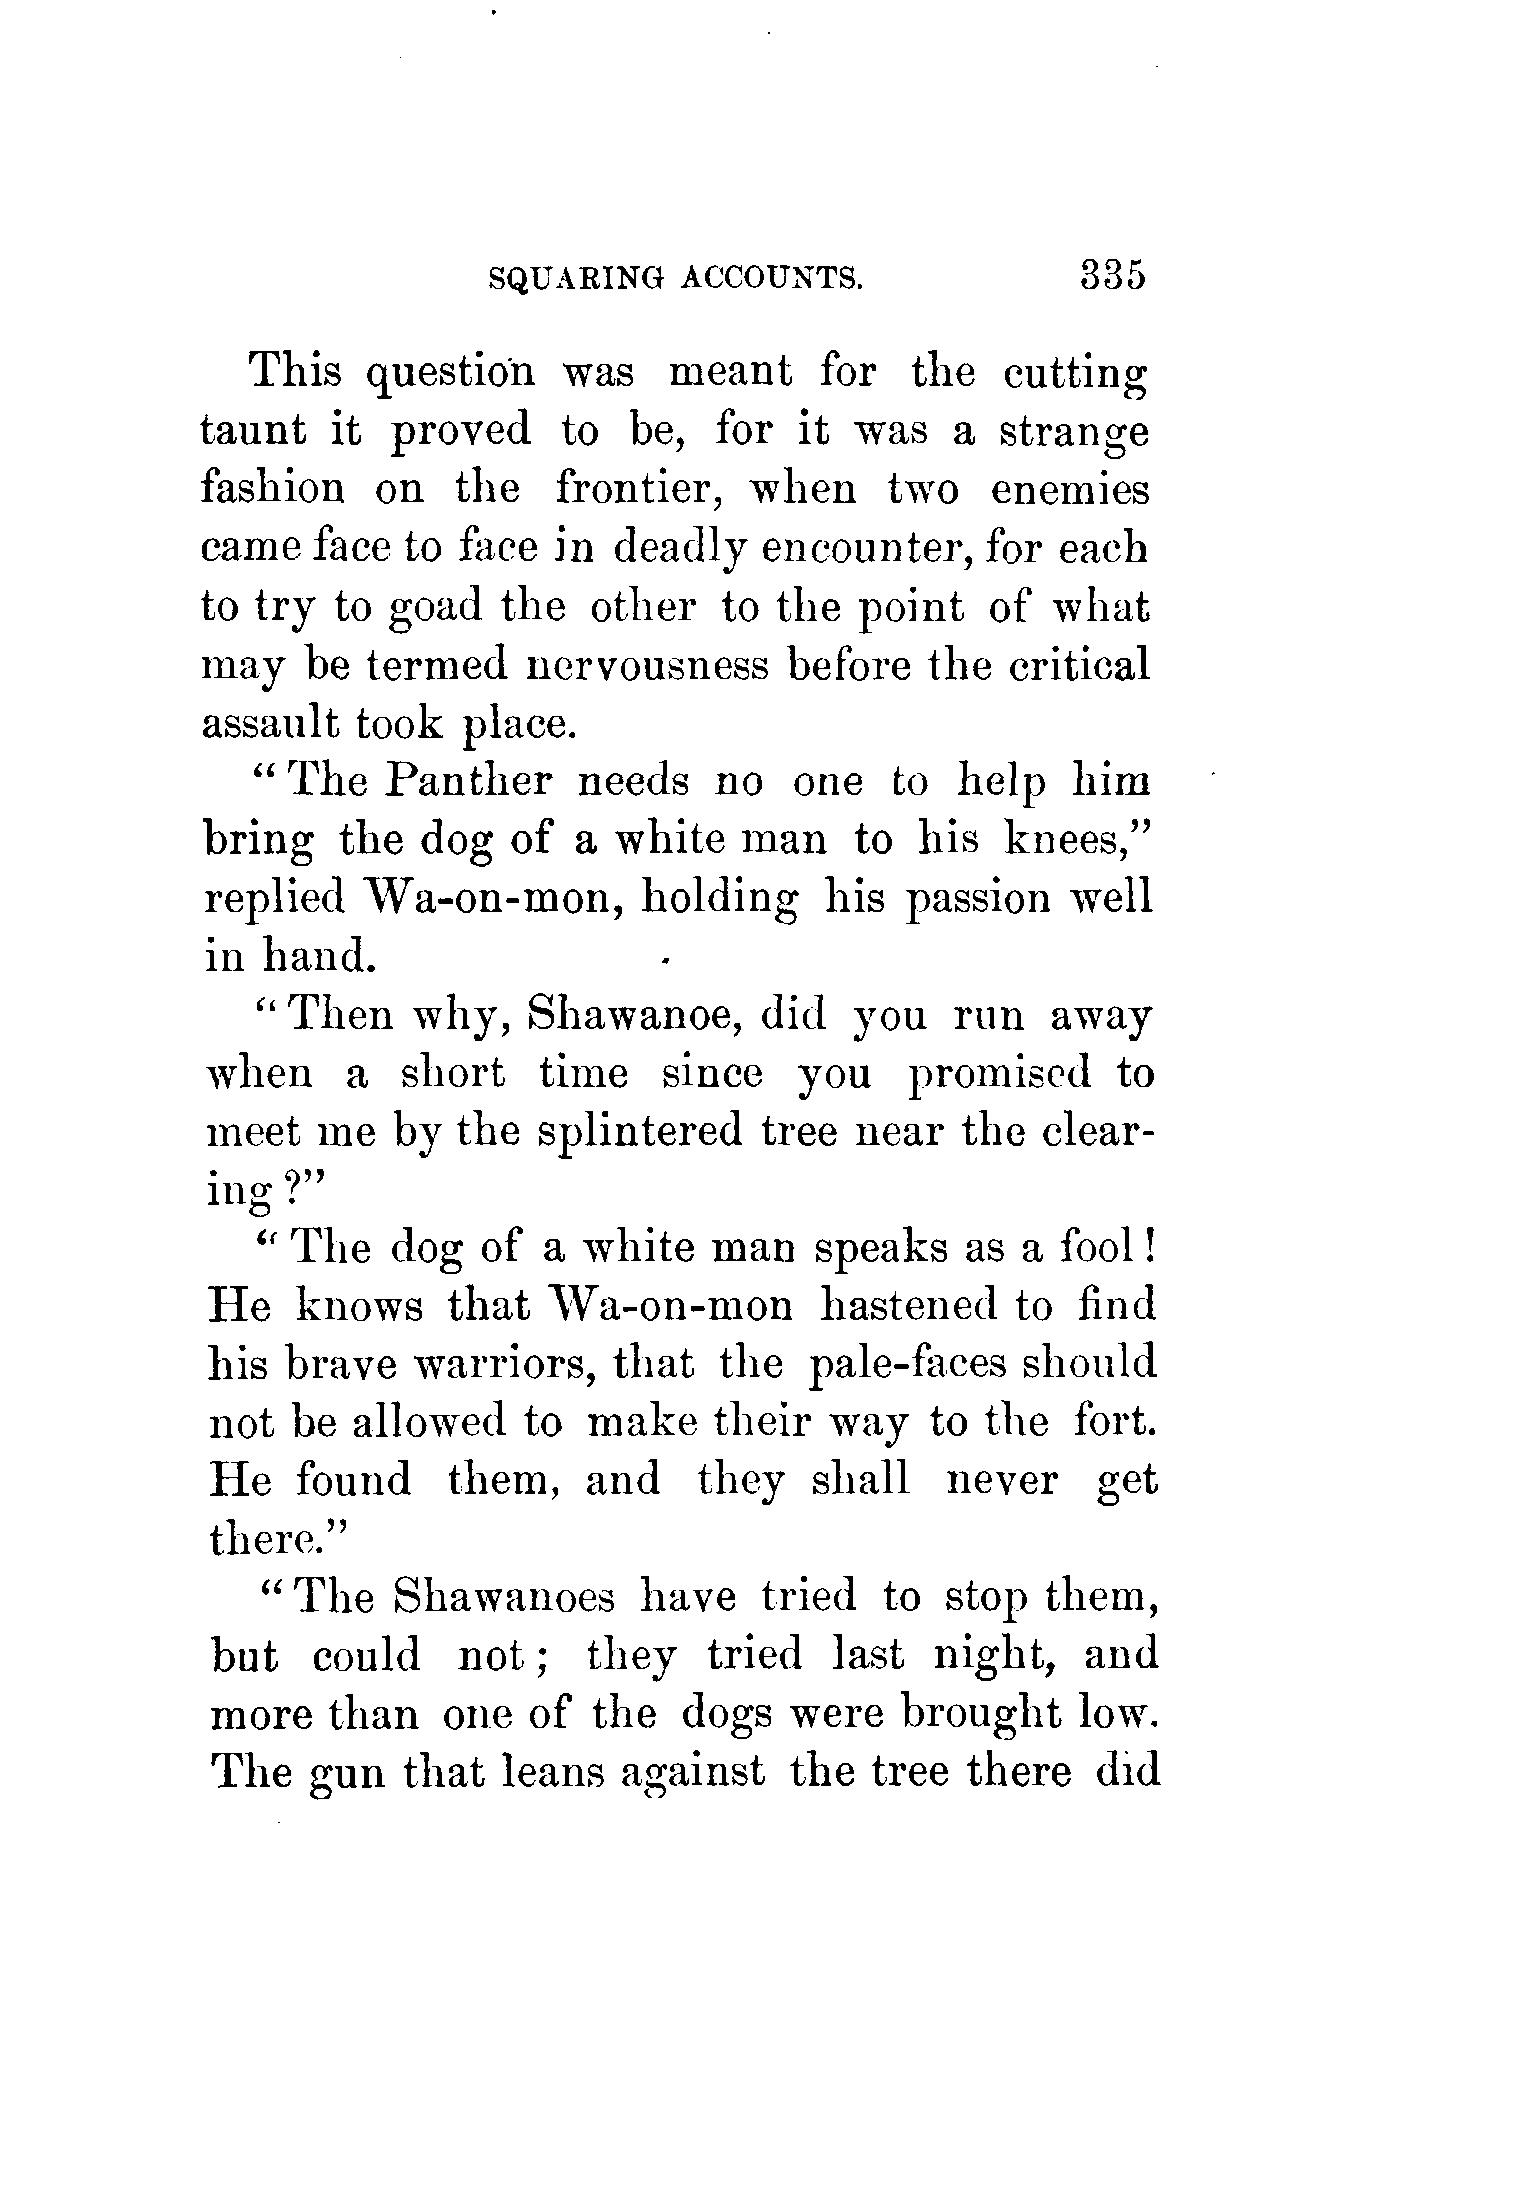 SQUARING ACCOUNTS. 335
This question was meant for the cutting
taunt it proved to be, for it was a strange
fashion on the frontier, when two enemies
came face to face in deadly encounter, for each
to try to goad the other to the point of what
may be termed nervousness before the critical
assault took place.
“The Panther needs no one to help him
bring the dog of a white man to his knees,”
replied Wa-on-mon, holding his passion well
in hand.
“Then why, Shawanoe, did you run away
when a short time since you promised to
meet me by the splintered tree near the clear-
ing?”
“The dog of a white man speaks as a fool!
He knows that Wa-on-mon hastened to find
his brave warriors, that the pale-faces should
not be allowed to make their way to the fort.
He found them, and they shall never get
there.”
“The Shawanoes have tried to stop them,
but could not; they tried last night, and
more than one of the dogs were brought low.
The gun that leans against the tree there did